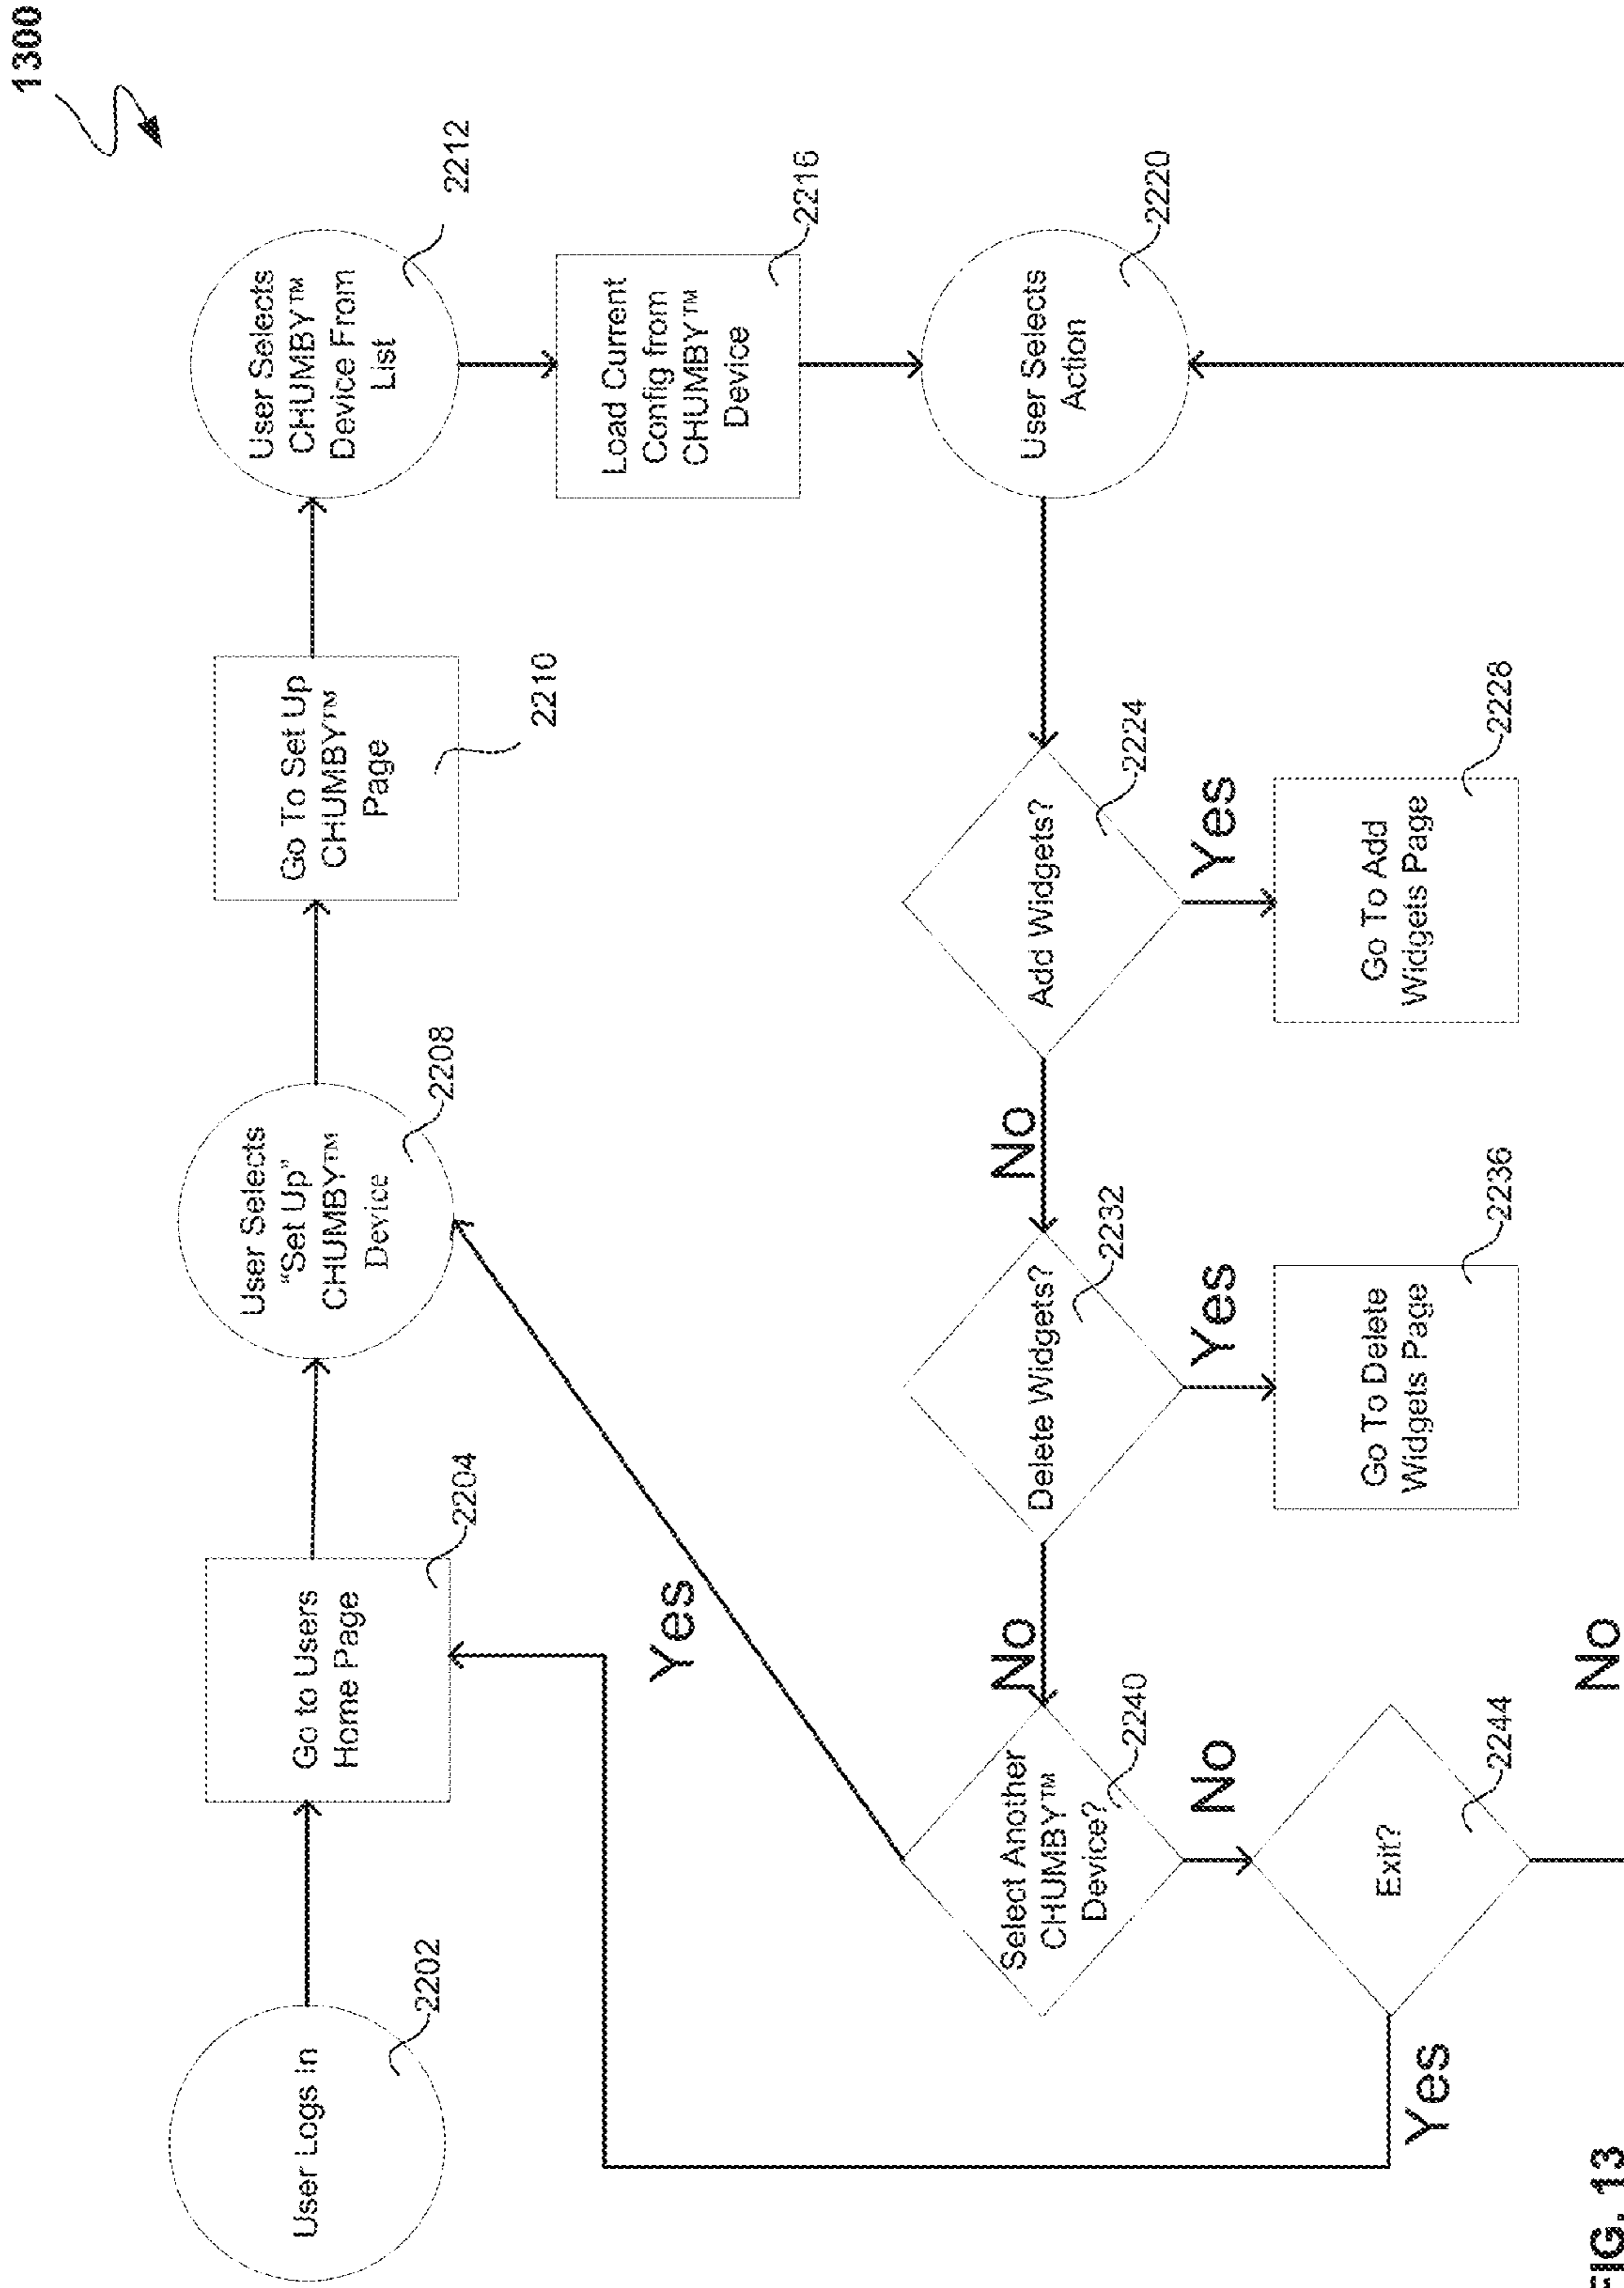 1300
User Logs In
2202
Go to Users
Home Page
2204
User Selects
“Set Up”
CHUMBY™
Device
2208
Go To Set Up
CHUMBY™
Page
2210
User Selects
CHUMBY™
Device From
List
2212
Load Current
Config from
CHUMBY™
Device
2216
User Selects
Action
2220
Add Widgets?
2224
Yes
Go To Add
Widgets Page
2228
No
Delete Widgets?
2232
Yes
Go To Delete
Widgets Page
2236
No
Select Another
CHUMBY™
Device?
2240
Yes
No
Exit?
2244
Yes
No
FIG. 13